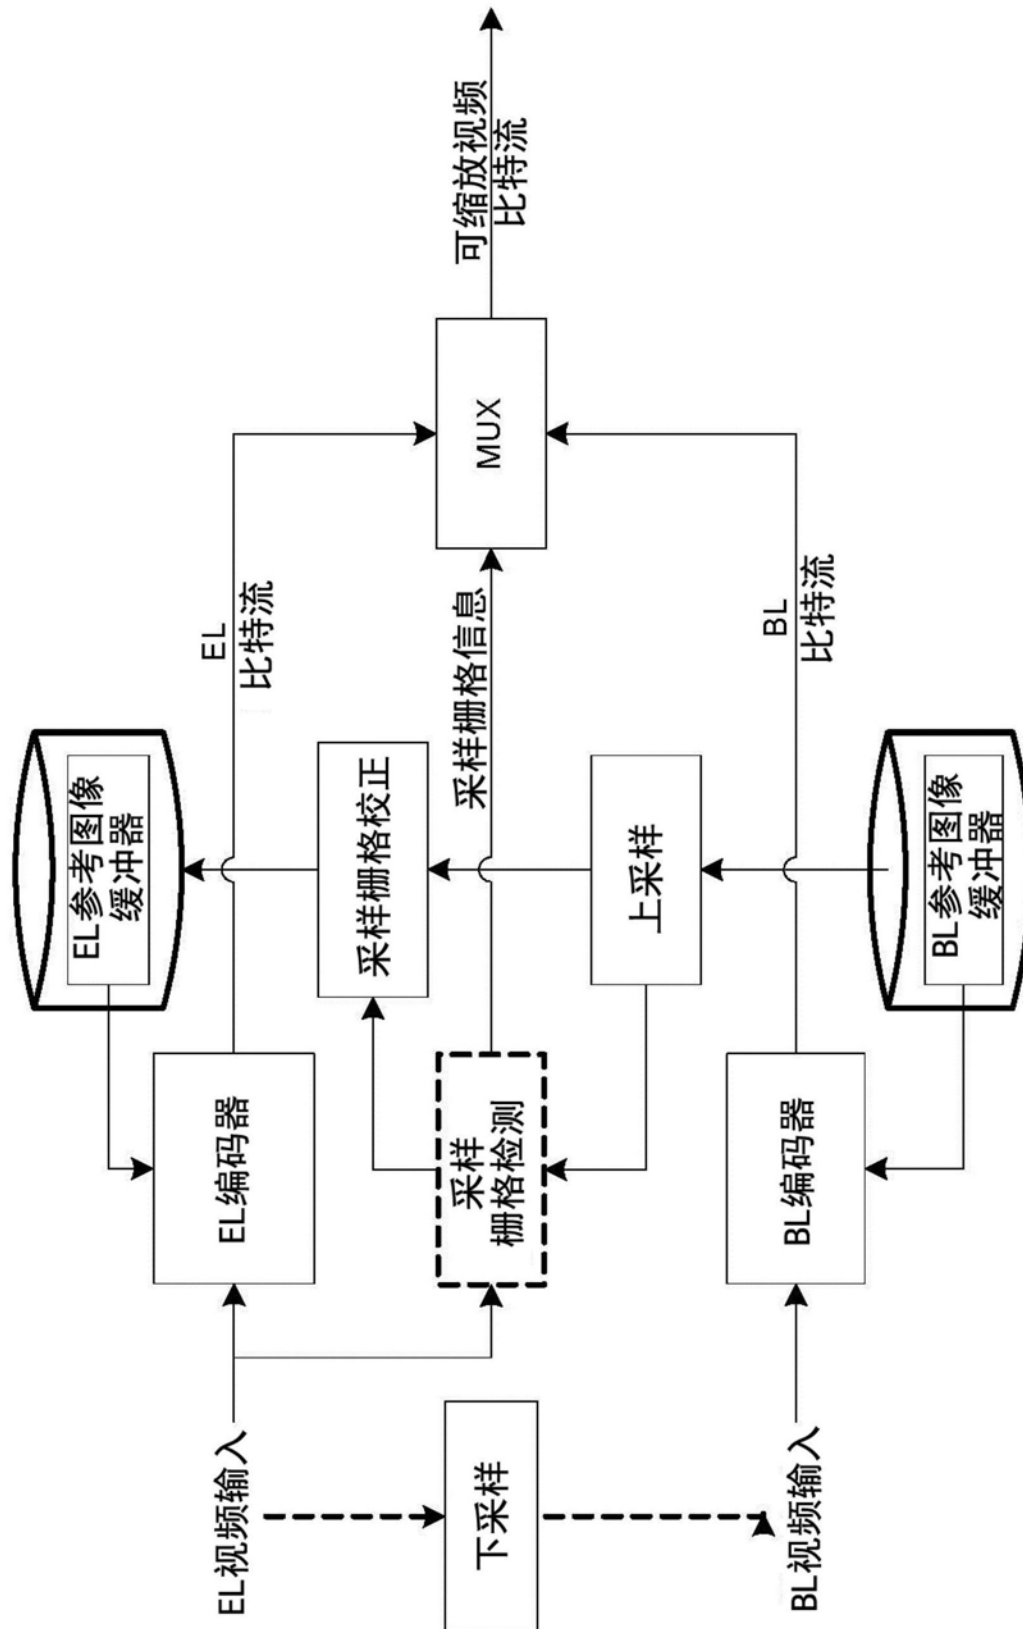 EL视频输入
下采样
BL视频输入
EL编码器
采样
栅格检测
BL编码器
EL参考图像
缓冲器
采样栅格校正
上采样
BL参考图像
缓冲器
EL
比特流
采样栅格信息
BL
比特流
MUX
可缩放视频
比特流